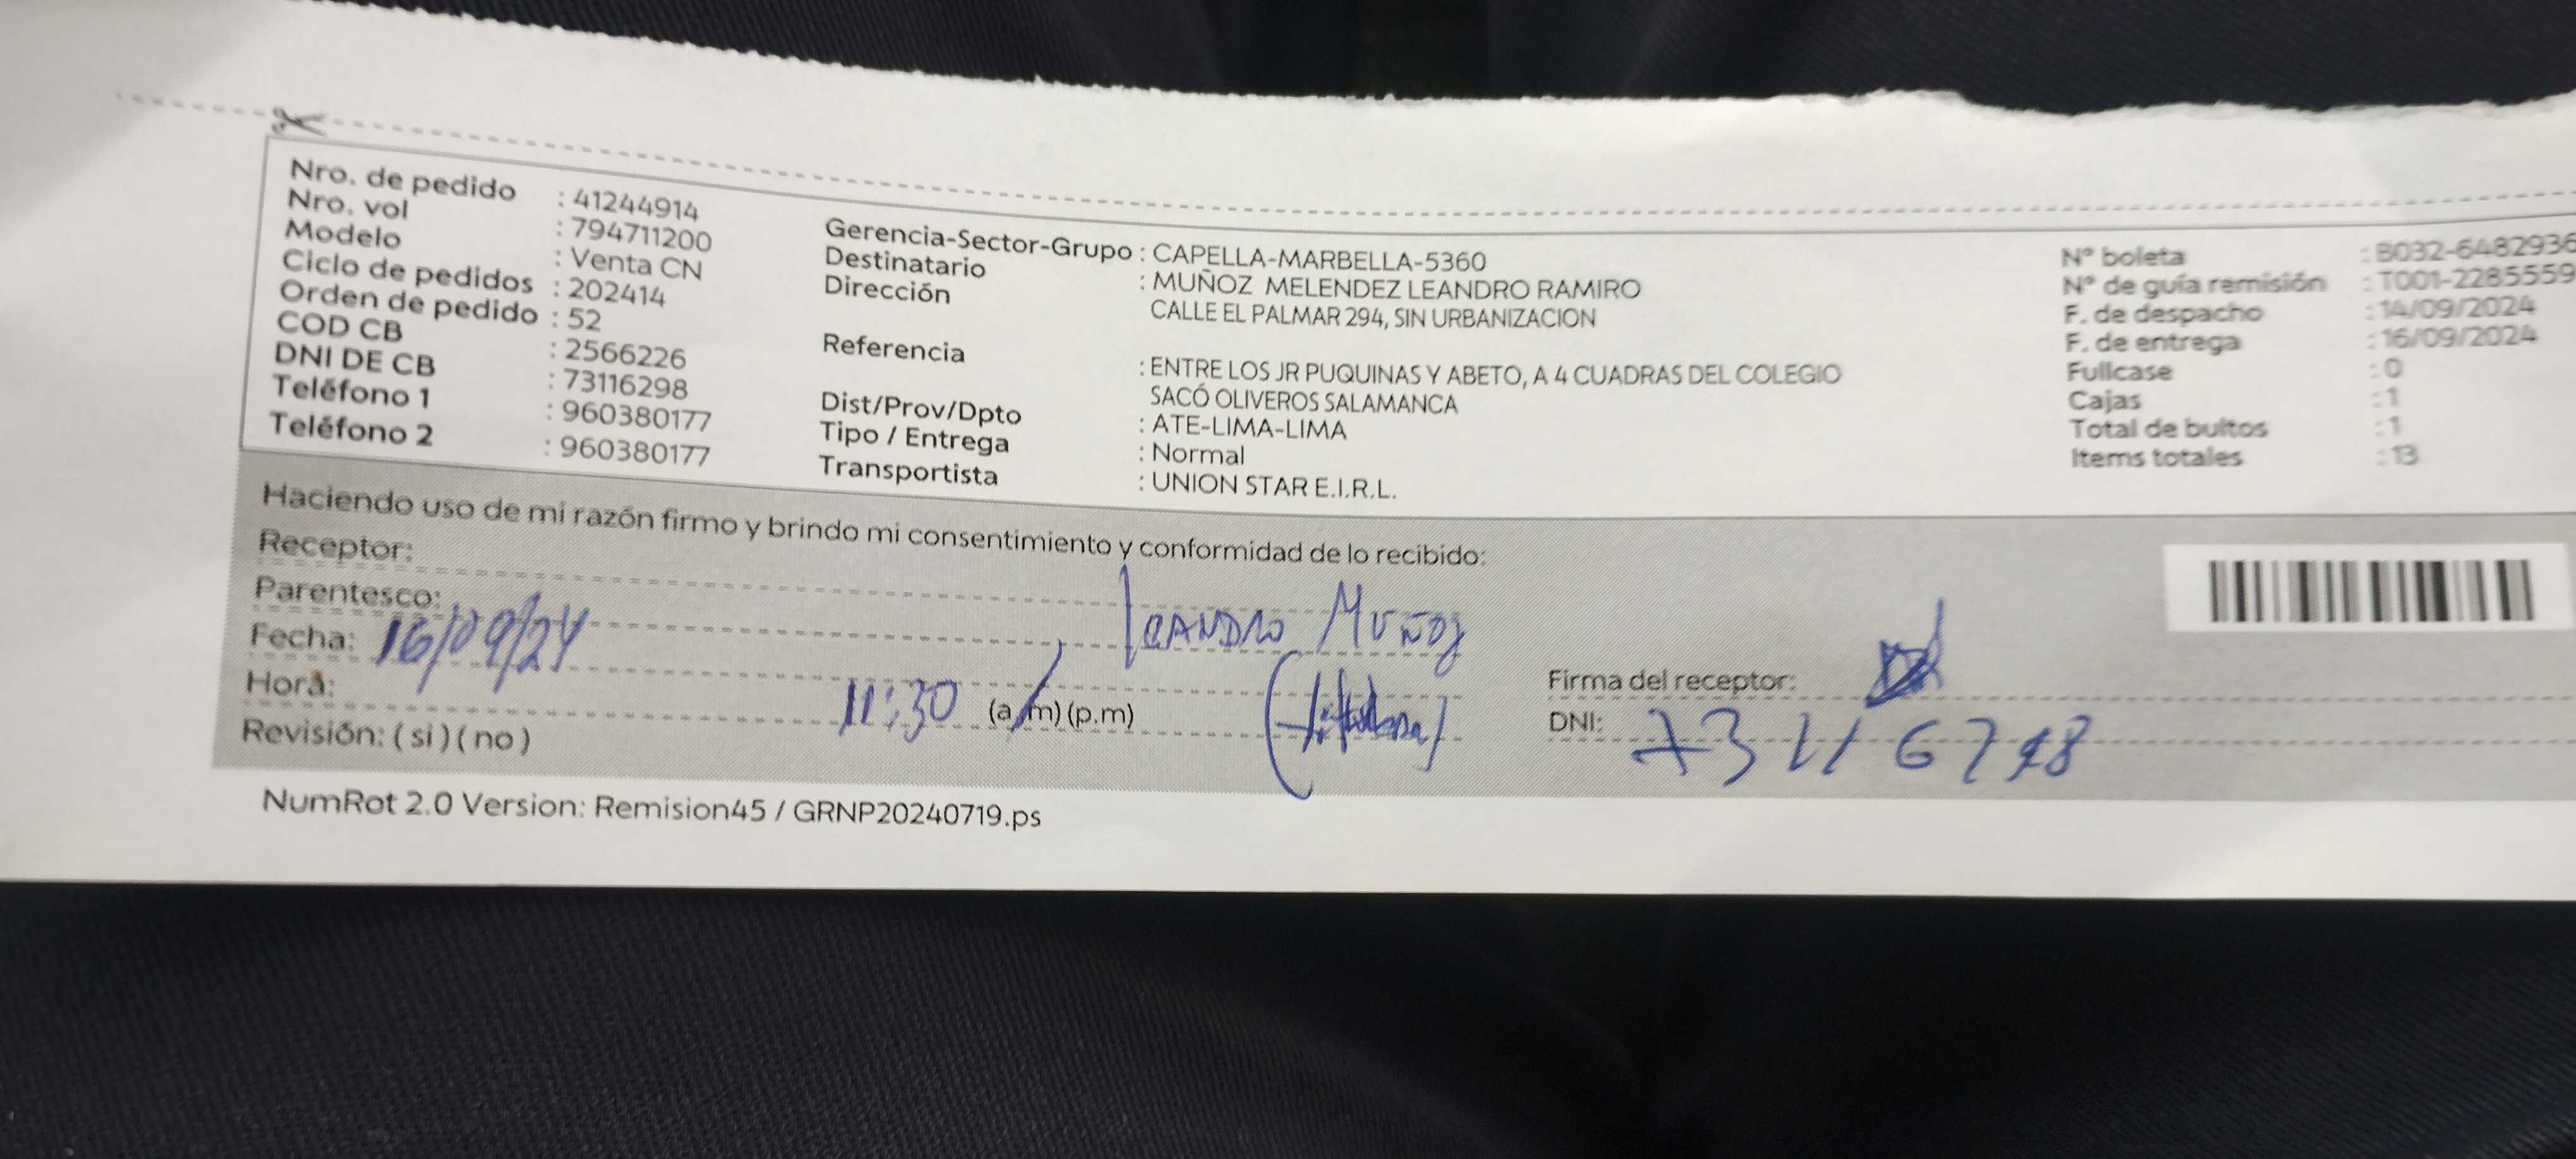 Nro. de pedido : 41244914
Nro. vol : 794711200
Modelo : Venta CN
Ciclo de pedidos : 202414
Orden de pedido : 52
COD CB : 2566226
DNI DE CB : 73116298
Teléfono 1 : 960380177
Teléfono 2 : 960380177
Gerencia-Sector-Grupo : CAPELLA-MARBELLA-5360
Destinatario : MUÑOZ MELENDEZ LEANDRO RAMIRO
Dirección : CALLE EL PALMAR 294, SIN URBANIZACION
Referencia : ENTRE LOS JR PUQUINAS Y ABETO, A 4 CUADRAS DEL COLEGIO
SACÓ OLIVEROS SALAMANCA
Dist/Prov/Dpto : ATE-LIMA-LIMA
Tipo / Entrega : Normal
Transportista : UNION STAR E.I.R.L.
N° boleta : B032-6482936
N° de guía remisión : T001-2285559
F. de despacho : 14/09/2024
F. de entrega : 16/09/2024
Fullcase : 0
Cajas : 1
Total de bultos : 1
Items totales : 13
Haciendo uso de mi razón firmo y brindo mi consentimiento y conformidad de lo recibido:
Receptor:
Parentesco: Leandro Muñoz
Fecha: 16/09/24
Hora: 11:30 (a.m) (p.m)
Revisión: ( si ) ( no )
Firma del receptor:
DNI:
NumRot 2.0 Version: Remision45 / GRNP20240719.ps